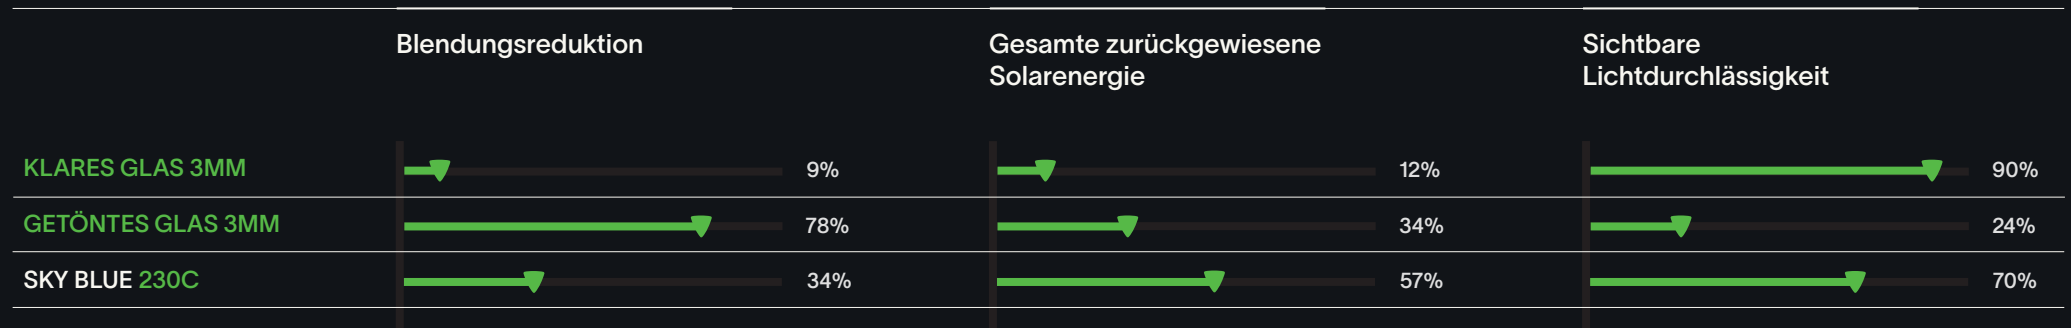 Blendungsreduktion
Gesamte zurückgewiesene
Solarenergie
Sichtbare
Lichtdurchlässigkeit
KLARES GLAS 3MM 9% 12% 90%
GETÖNTES GLAS 3MM 78% 34% 24%
SKY BLUE 230C 34% 57% 70%